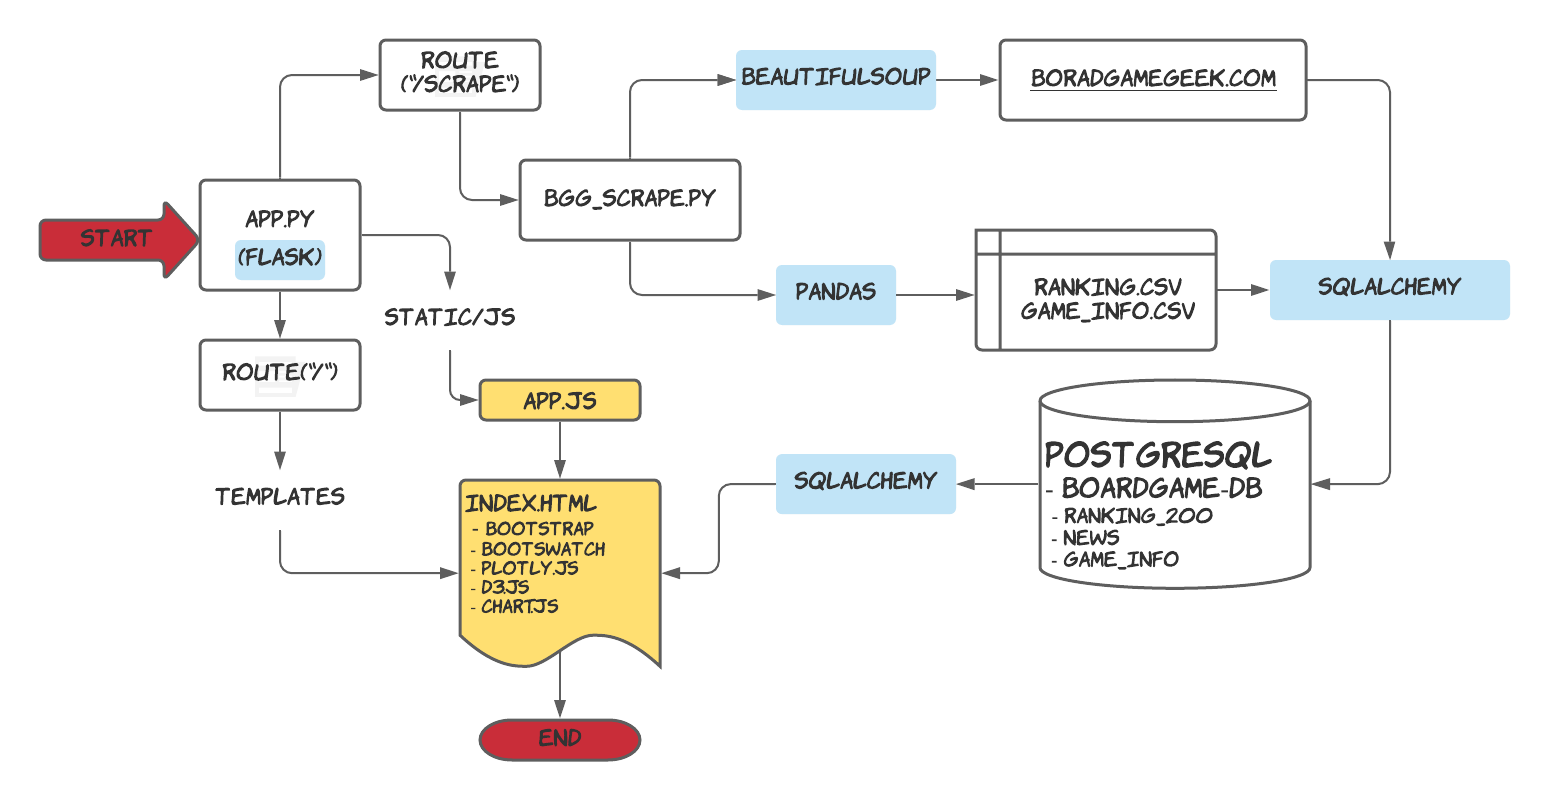 ROUTE
("/SCRAPE")
BEAUTIFULSOUP
BORADGAMEGEEK.COM
START
APP.PY
(FLASK)
BGG_SCRAPE.PY
PANDAS
RANKING.CSV
GAME_INFO.CSV
SQLALCHEMY
STATIC/JS
ROUTE("/")
APP.JS
TEMPLATES
INDEX.HTML
- BOOTSTRAP
- BOOTSWATCH
- PLOTLY.JS
- D3.JS
- CHART.JS
SQLALCHEMY
POSTGRESQL
- BOARDGAME-DB
- RANKING_200
- NEWS
- GAME_INFO
END